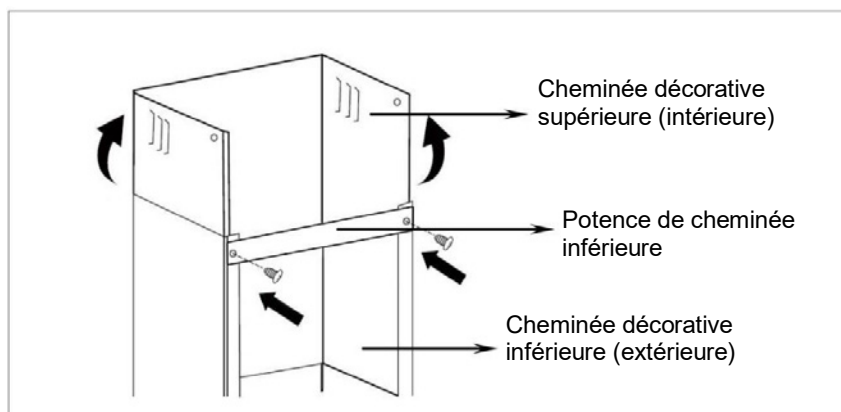 Cheminée décorative
supérieure (intérieure)
Potence de cheminée
inférieure
Cheminée décorative
inférieure (extérieure)